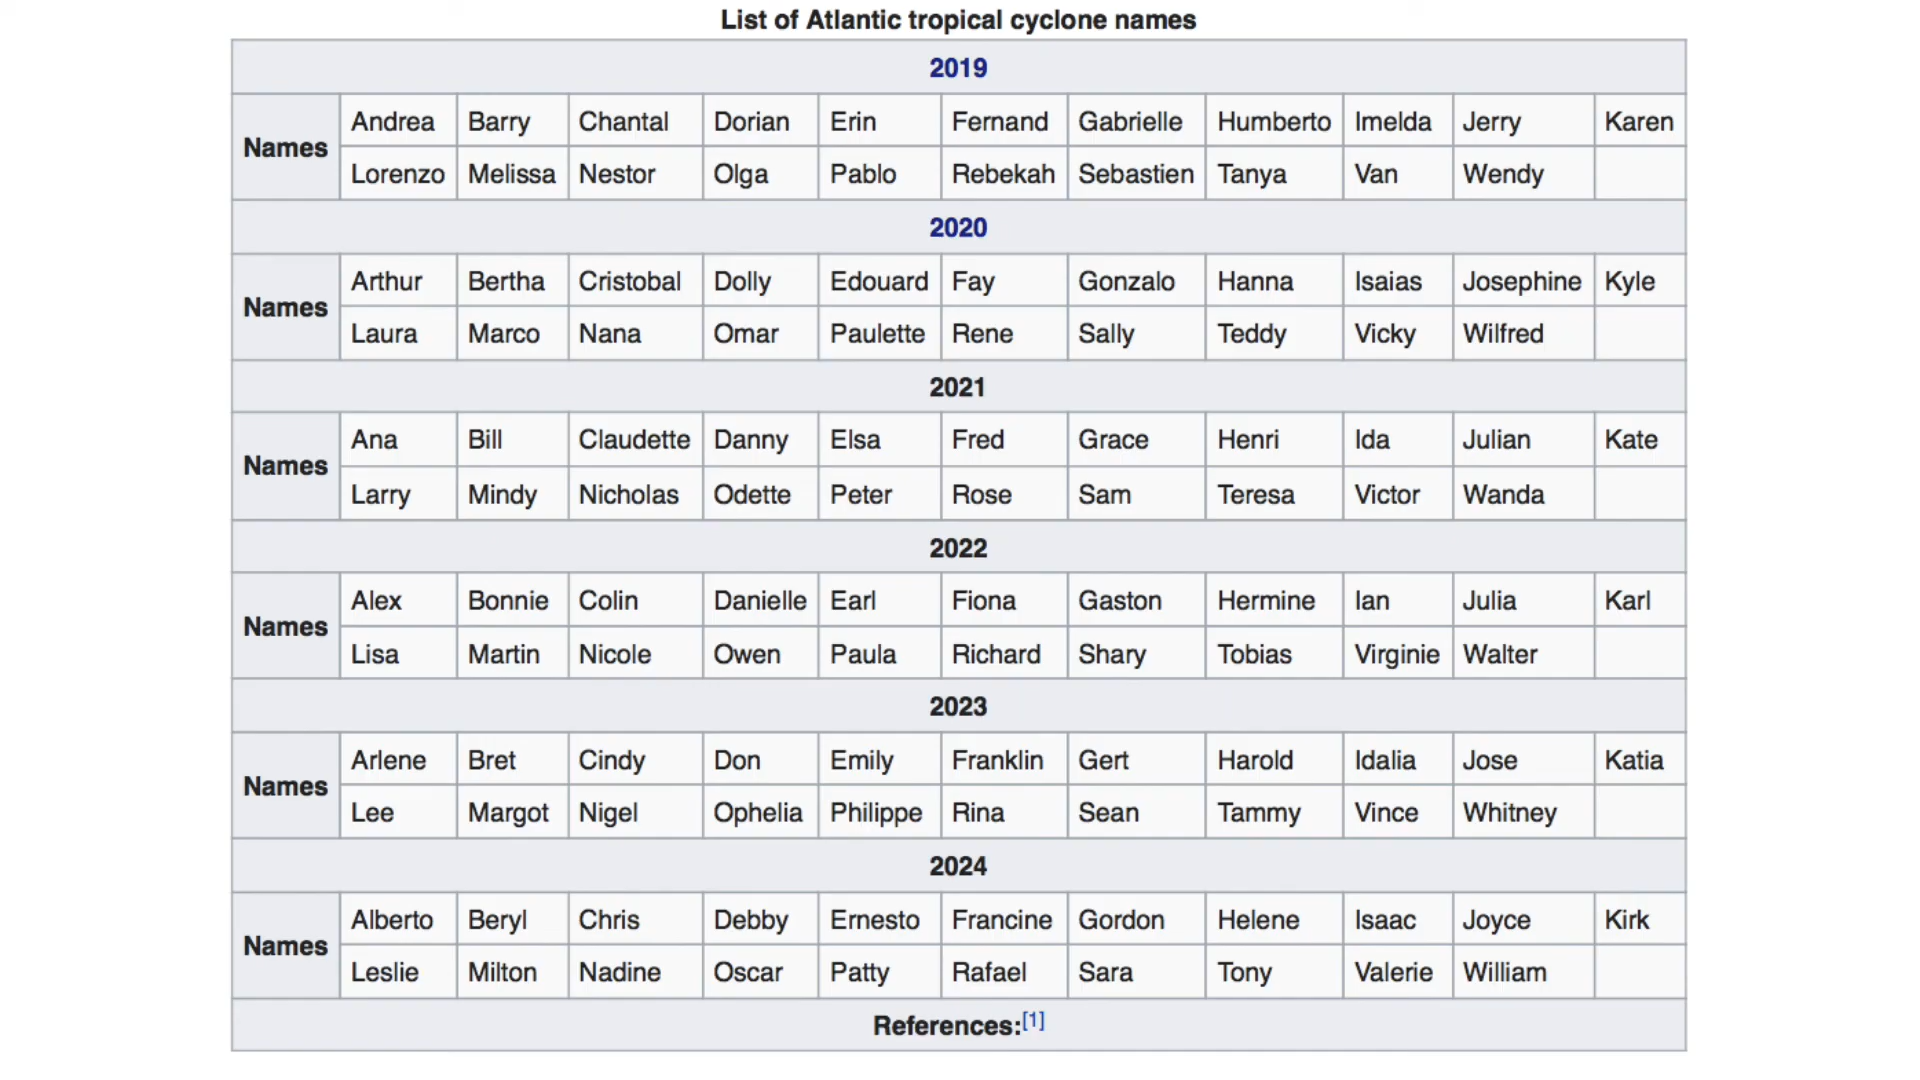 List of Atlantic tropical cyclone names
2019
Names
Andrea Barry Chantal Dorian Erin Fernand Gabrielle Humberto Imelda Jerry Karen
Lorenzo Melissa Nestor Olga Pablo Rebekah Sebastien Tanya Van Wendy
2020
Names
Arthur Bertha Cristobal Dolly Edouard Fay Gonzalo Hanna Isaias Josephine Kyle
Laura Marco Nana Omar Paulette Rene Sally Teddy Vicky Wilfred
2021
Names
Ana Bill Claudette Danny Elsa Fred Grace Henri Ida Julian Kate
Larry Mindy Nicholas Odette Peter Rose Sam Teresa Victor Wanda
2022
Names
Alex Bonnie Colin Danielle Earl Fiona Gaston Hermine Ian Julia Karl
Lisa Martin Nicole Owen Paula Richard Shary Tobias Virginie Walter
2023
Names
Arlene Bret Cindy Don Emily Franklin Gert Harold Idalia Jose Katia
Lee Margot Nigel Ophelia Philippe Rina Sean Tammy Vince Whitney
2024
Names
Alberto Beryl Chris Debby Ernesto Francine Gordon Helene Isaac Joyce Kirk
Leslie Milton Nadine Oscar Patty Rafael Sara Tony Valerie William
References:[1]